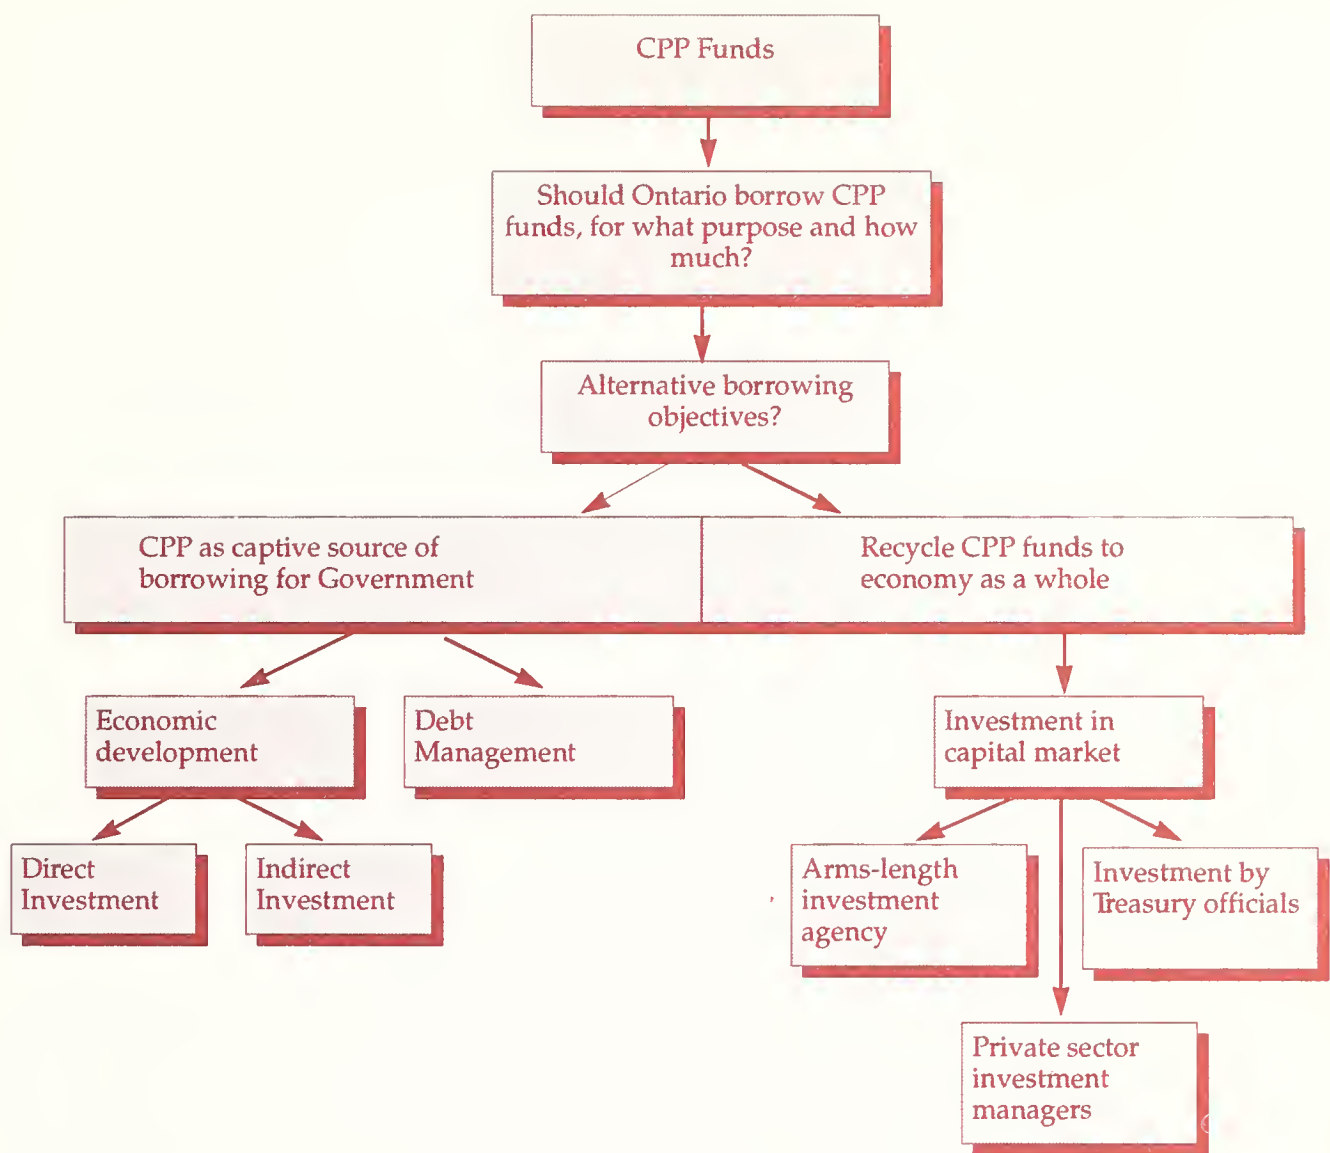 CPP Funds
Should Ontario borrow CPP
funds, for what purpose and how
much?
Alternative borrowing
objectives?
CPP as captive source of
borrowing for Government
Recycle CPP funds to
economy as a whole
Economic
development
Debt
Management
Investment in
capital market
Direct
Investment
Indirect
Investment
Arms-length
investment
agency
Investment by
Treasury officials
Private sector
investment
managers